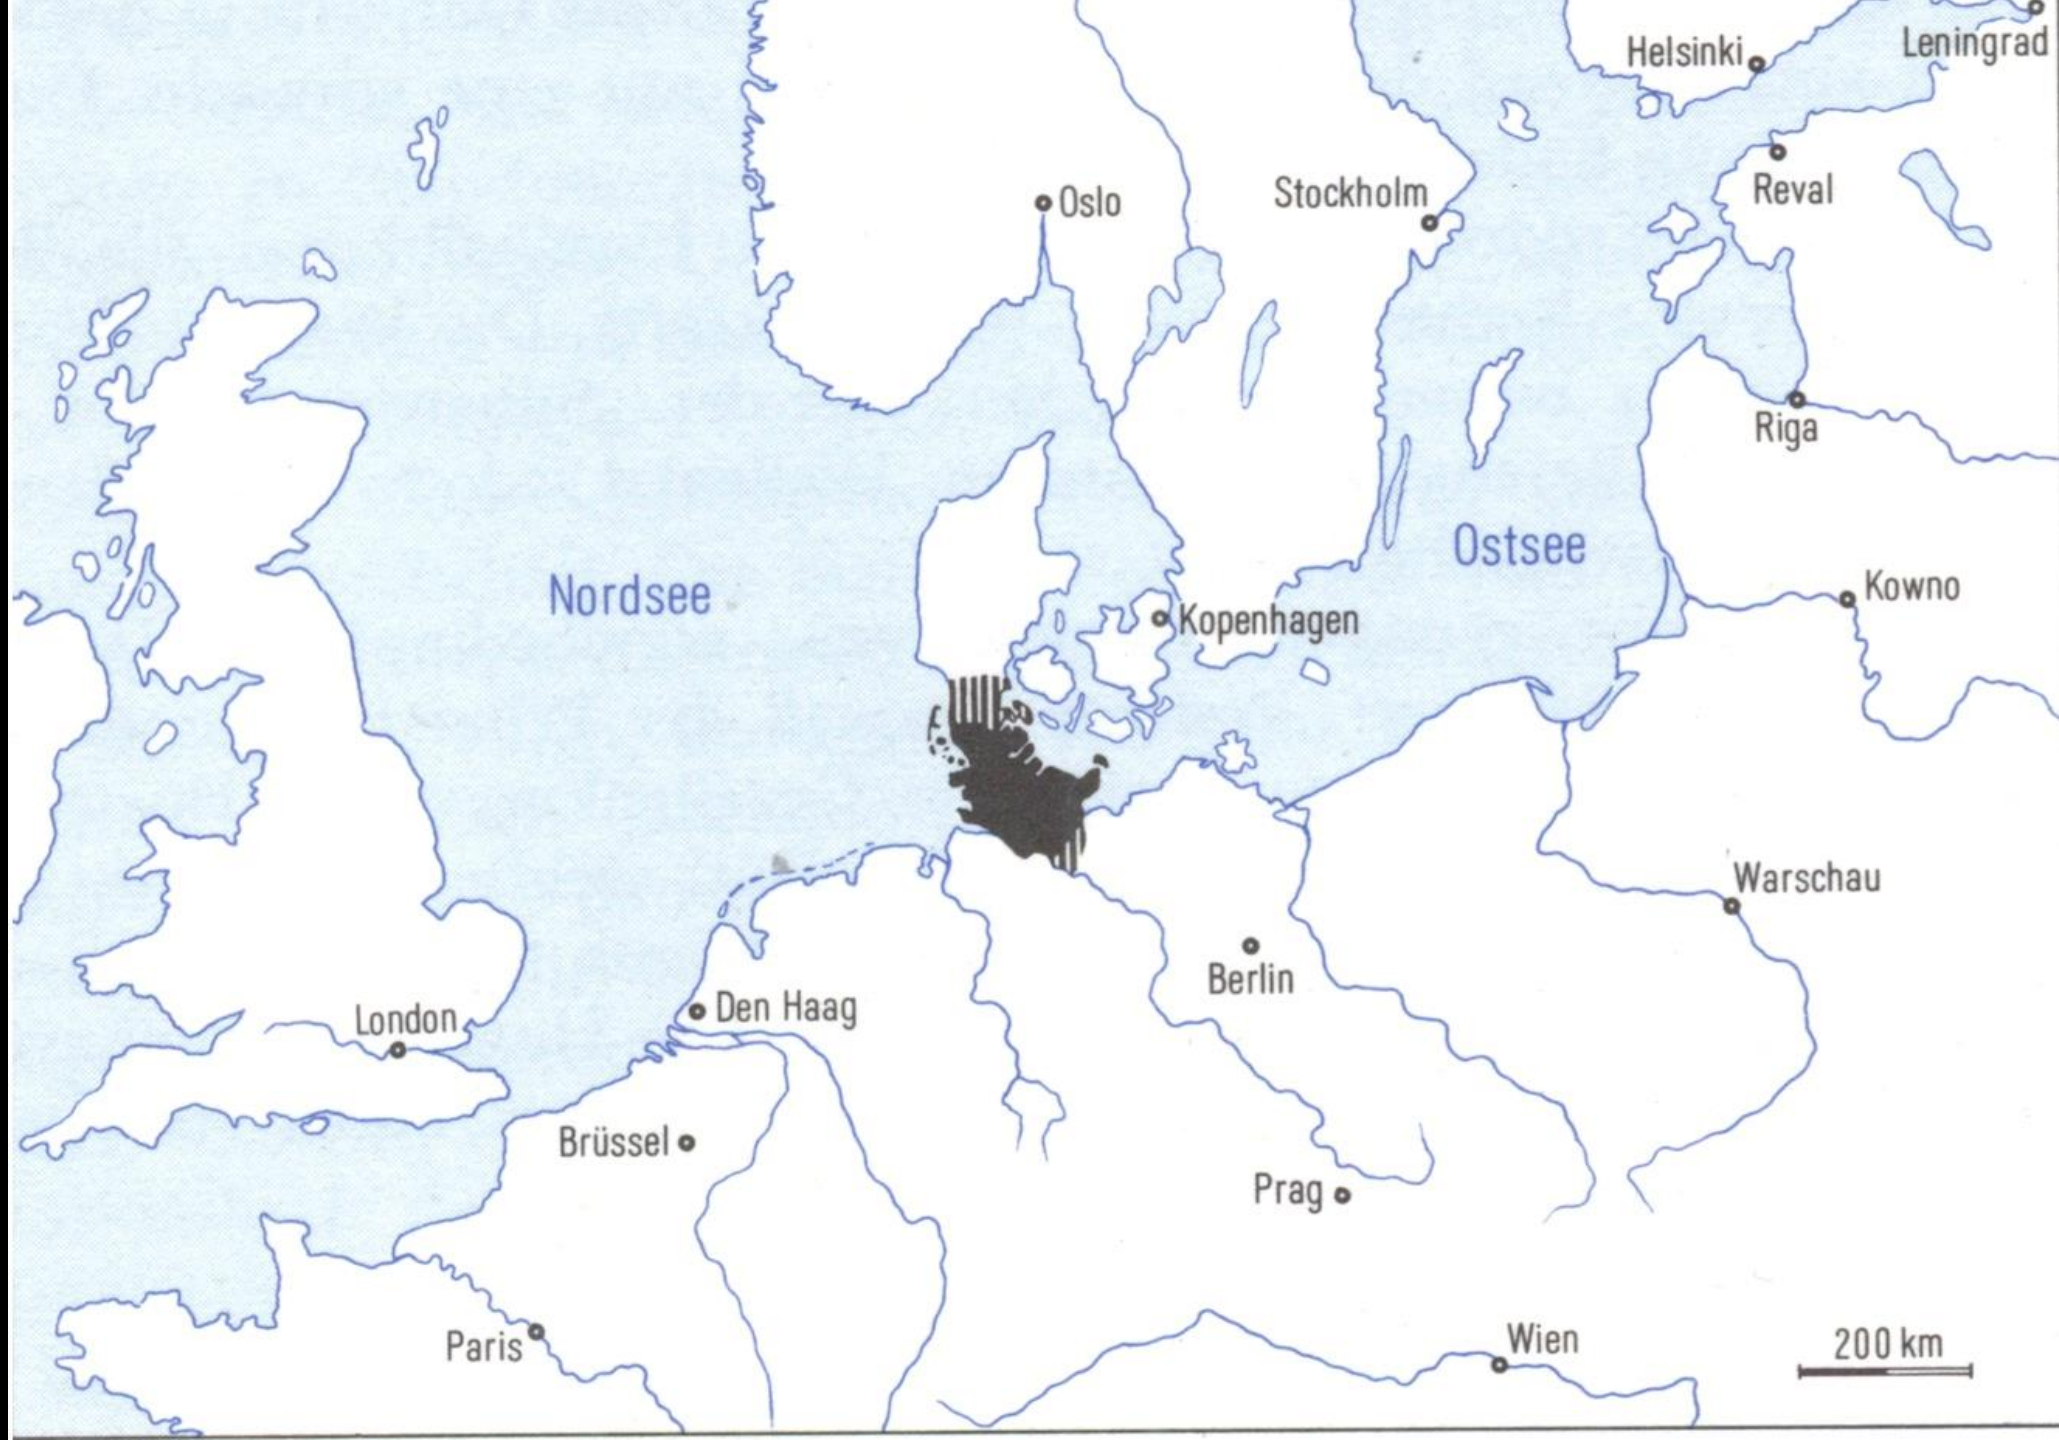 Leningrad
Helsinki
Reval
Oslo
Stockholm
Riga
Ostsee
Nordsee
Kowno
Kopenhagen
Warschau
Berlin
Den Haag
London
Brüssel
Prag
Paris
Wien
200 km